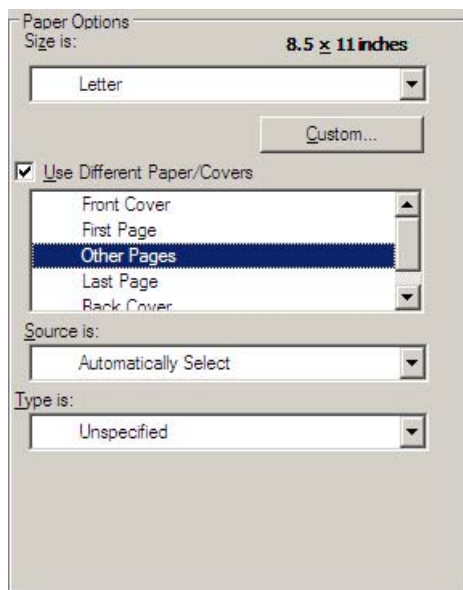 Paper Options
Size is:
8.5 × 11 inches
Letter
Custom...
Use Different Paper/Covers
Front Cover
First Page
Other Pages
Last Page
Back Cover
Source is:
Automatically Select
Type is:
Unspecified